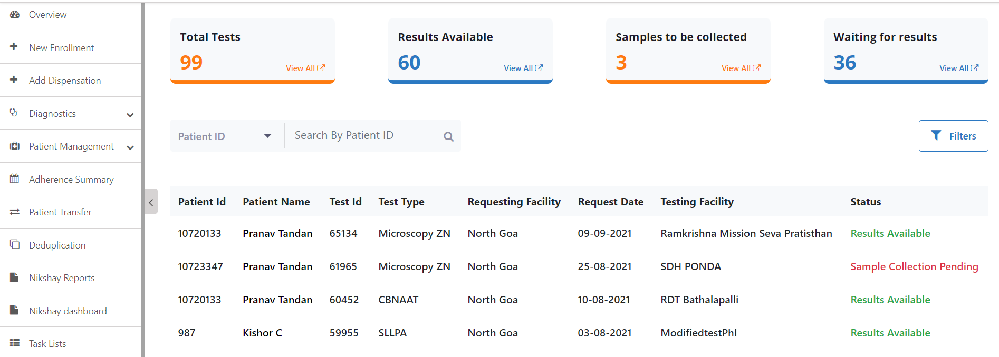 Overview
New Enrollment
Add Dispensation
Diagnostics
Patient Management
Adherence Summary
Patient Transfer
Deduplication
Nikshay Reports
Nikshay dashboard
Task Lists
Total Tests
99 View All
Results Available
60 View All
Samples to be collected
3 View All
Waiting for results
36 View All
Patient ID Search By Patient ID Filters
Patient Id Patient Name Test Id Test Type Requesting Facility Request Date Testing Facility Status
10720133 Pranav Tandan 65134 Microscopy ZN North Goa 09-09-2021 Ramkrishna Mission Seva Pratisthan Results Available
10723347 Pranav Tandan 61965 Microscopy ZN North Goa 25-08-2021 SDH PONDA Sample Collection Pending
10720133 Pranav Tandan 60452 CBNAAT North Goa 10-08-2021 RDT Bathalapalli Results Available
987 Kishor C 59955 SLLPA North Goa 03-08-2021 ModifiedtestPhI Results Available